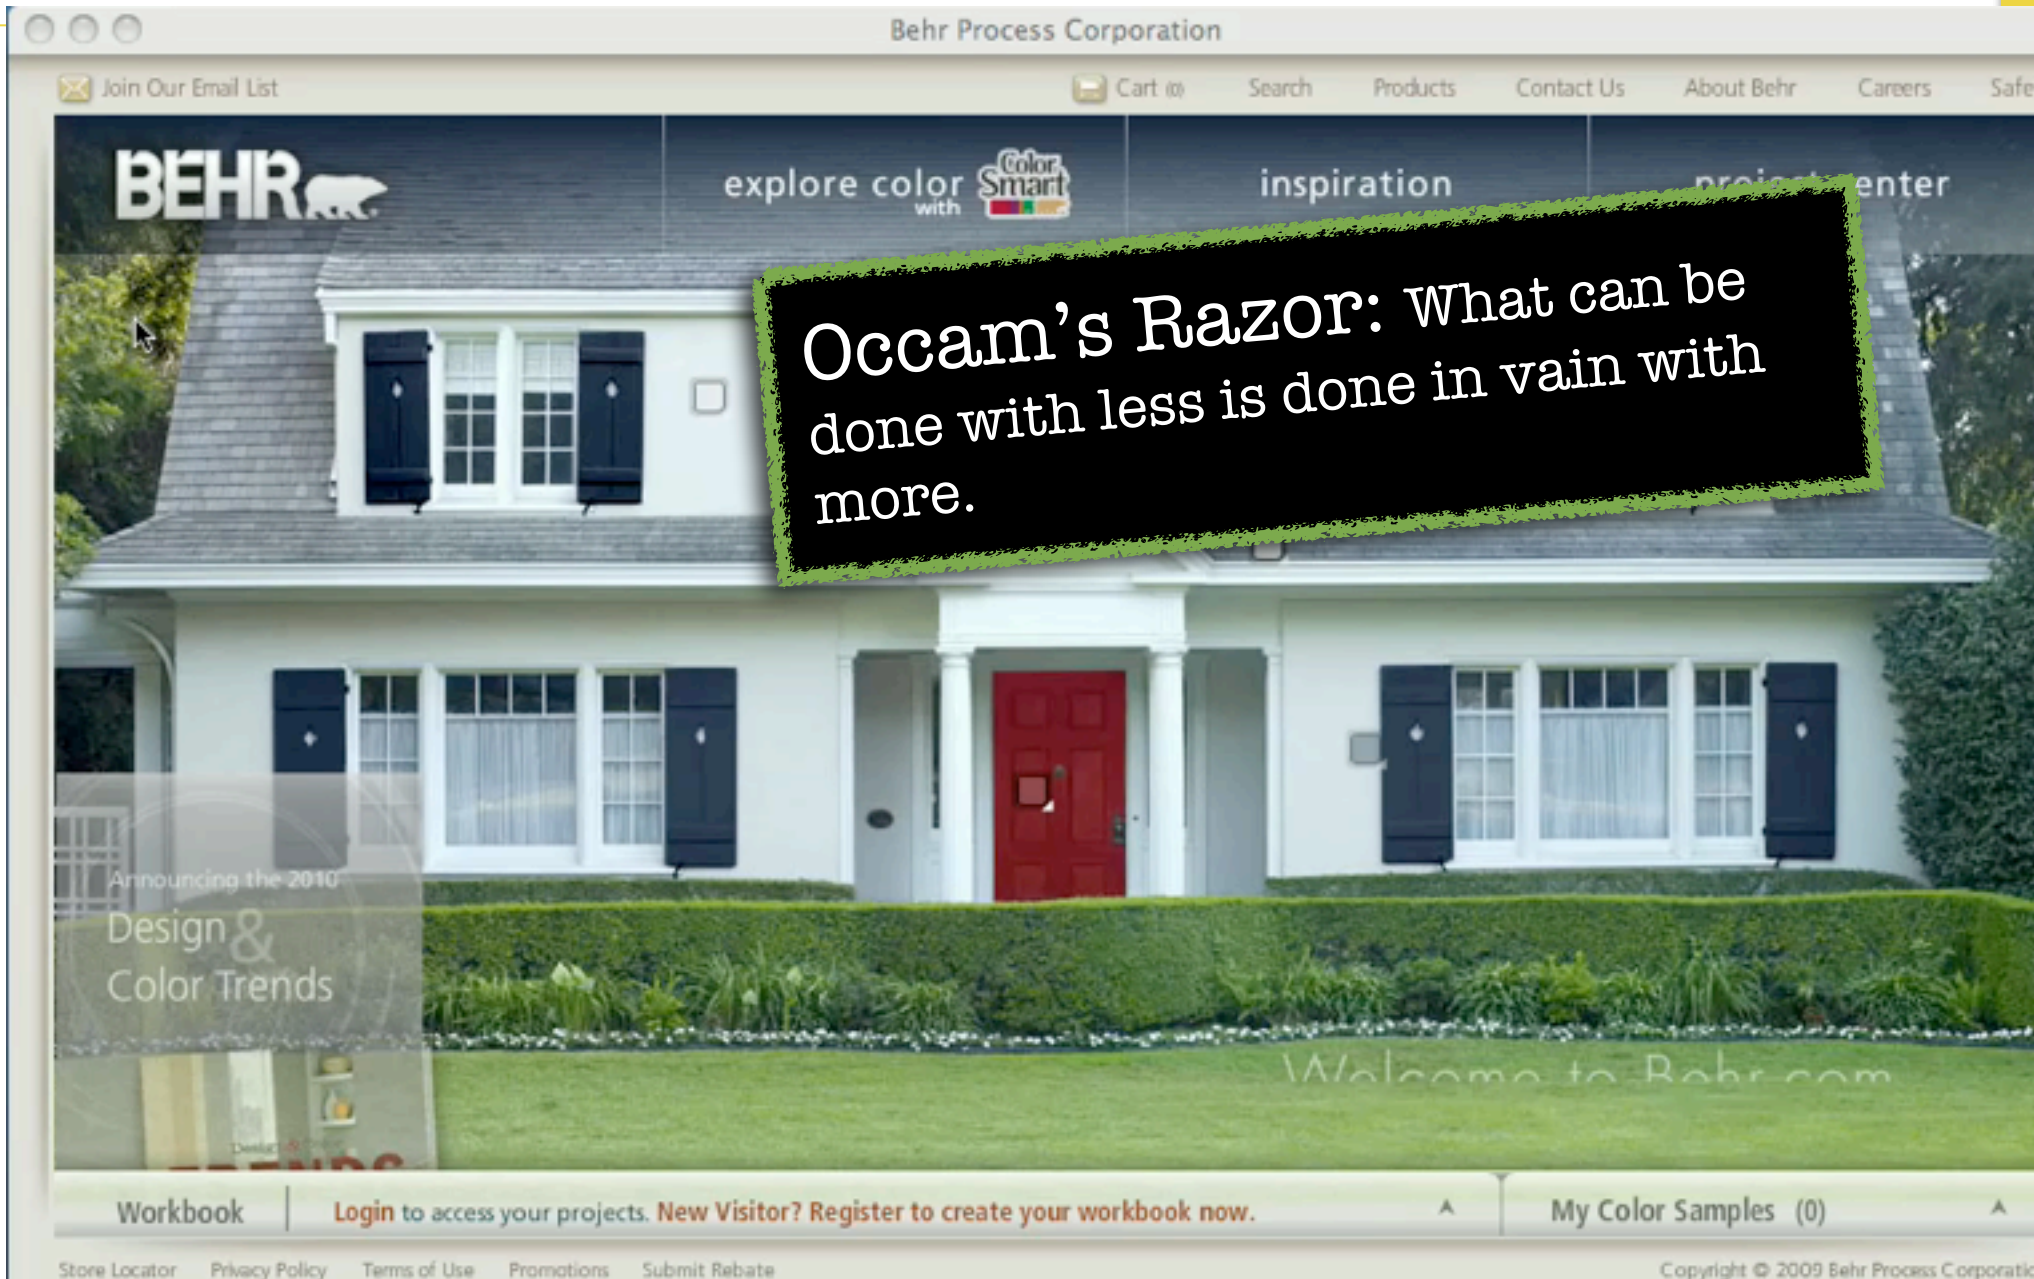 Behr Process Corporation
Join Our Email List
Cart (0) Search Products Contact Us About Behr Careers Safe
BEHR
explore color with Color Smart
inspiration
enter
Occam's Razor: What can be
done with less is done in vain with
more.
Announcing the 2010
Design &
Color Trends
Welcome to Behr.com
TRENDS
Workbook Login to access your projects. New Visitor? Register to create your workbook now. My Color Samples (0)
Store Locator Privacy Policy Terms of Use Promotions Submit Rebate Copyright © 2009 Behr Process Corporatio